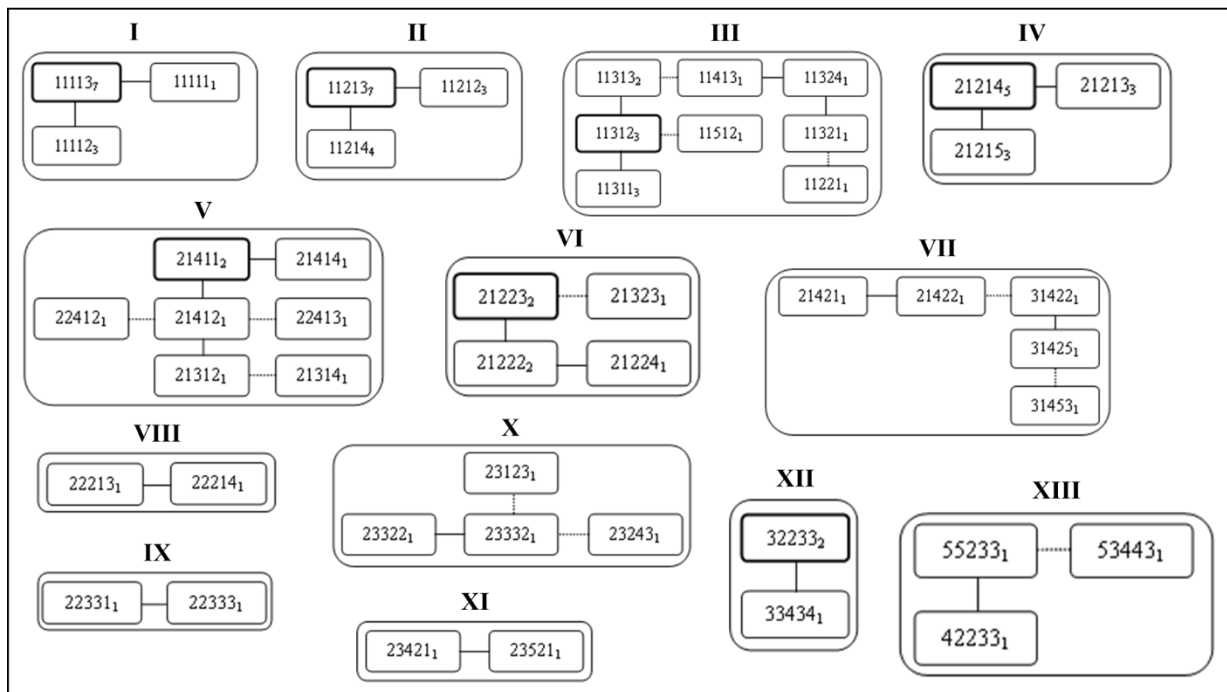 I II III IV
11113₇ 11111₁
11112₃
11213₇ 11212₃
11214₄
11313₂ 11413₁ 11324₁
11312₃ 11512₁ 11321₁
11311₃ 11221₁
21214₅ 21213₃
21215₃
V VI VII
21411₂ 21414₁
22412₁ 21412₁ 22413₁
21312₁ 21314₁
21223₂ 21323₁
21222₂ 21224₁
21421₁ 21422₁ 31422₁
31425₁
31453₁
VIII X XII XIII
22213₁ 22214₁
23123₁
23322₁ 23332₁ 23243₁
32233₂
33434₁
55233₁ 53443₁
42233₁
IX XI
22331₁ 22333₁
23421₁ 23521₁